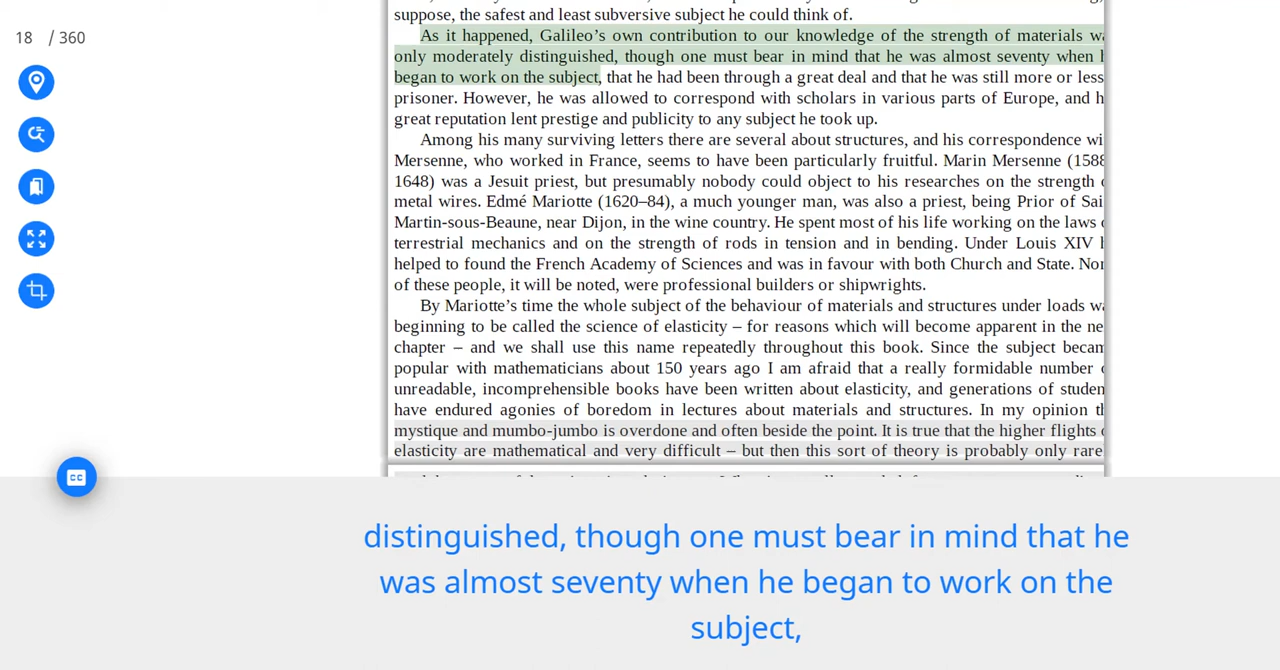 18 / 360
suppose, the safest and least subversive subject he could think of.
As it happened, Galileo’s own contribution to our knowledge of the strength of materials
only moderately distinguished, though one must bear in mind that he was almost seventy when
began to work on the subject, that he had been through a great deal and that he was still more or less
prisoner. However, he was allowed to correspond with scholars in various parts of Europe, and
great reputation lent prestige and publicity to any subject he took up.
Among his many surviving letters there are several about structures, and his correspondence
Mersenne, who worked in France, seems to have been particularly fruitful. Marin Mersenne (1588
1648) was a Jesuit priest, but presumably nobody could object to his researches on the strength
metal wires. Edmé Mariotte (1620–84), a much younger man, was also a priest, being Prior of
Martin-sous-Beaune, near Dijon, in the wine country. He spent most of his life working on the laws
terrestrial mechanics and on the strength of rods in tension and in bending. Under Louis XIV
helped to found the French Academy of Sciences and was in favour with both Church and State.
of these people, it will be noted, were professional builders or shipwrights.
By Mariotte’s time the whole subject of the behaviour of materials and structures under loads
beginning to be called the science of elasticity – for reasons which will become apparent in the
chapter – and we shall use this name repeatedly throughout this book. Since the subject
popular with mathematicians about 150 years ago I am afraid that a really formidable number
unreadable, incomprehensible books have been written about elasticity, and generations of
have endured agonies of boredom in lectures about materials and structures. In my opinion
mystique and mumbo-jumbo is overdone and often beside the point. It is true that the higher flights
elasticity are mathematical and very difficult – but then this sort of theory is probably only
CC
distinguished, though one must bear in mind that he
was almost seventy when he began to work on the
subject,